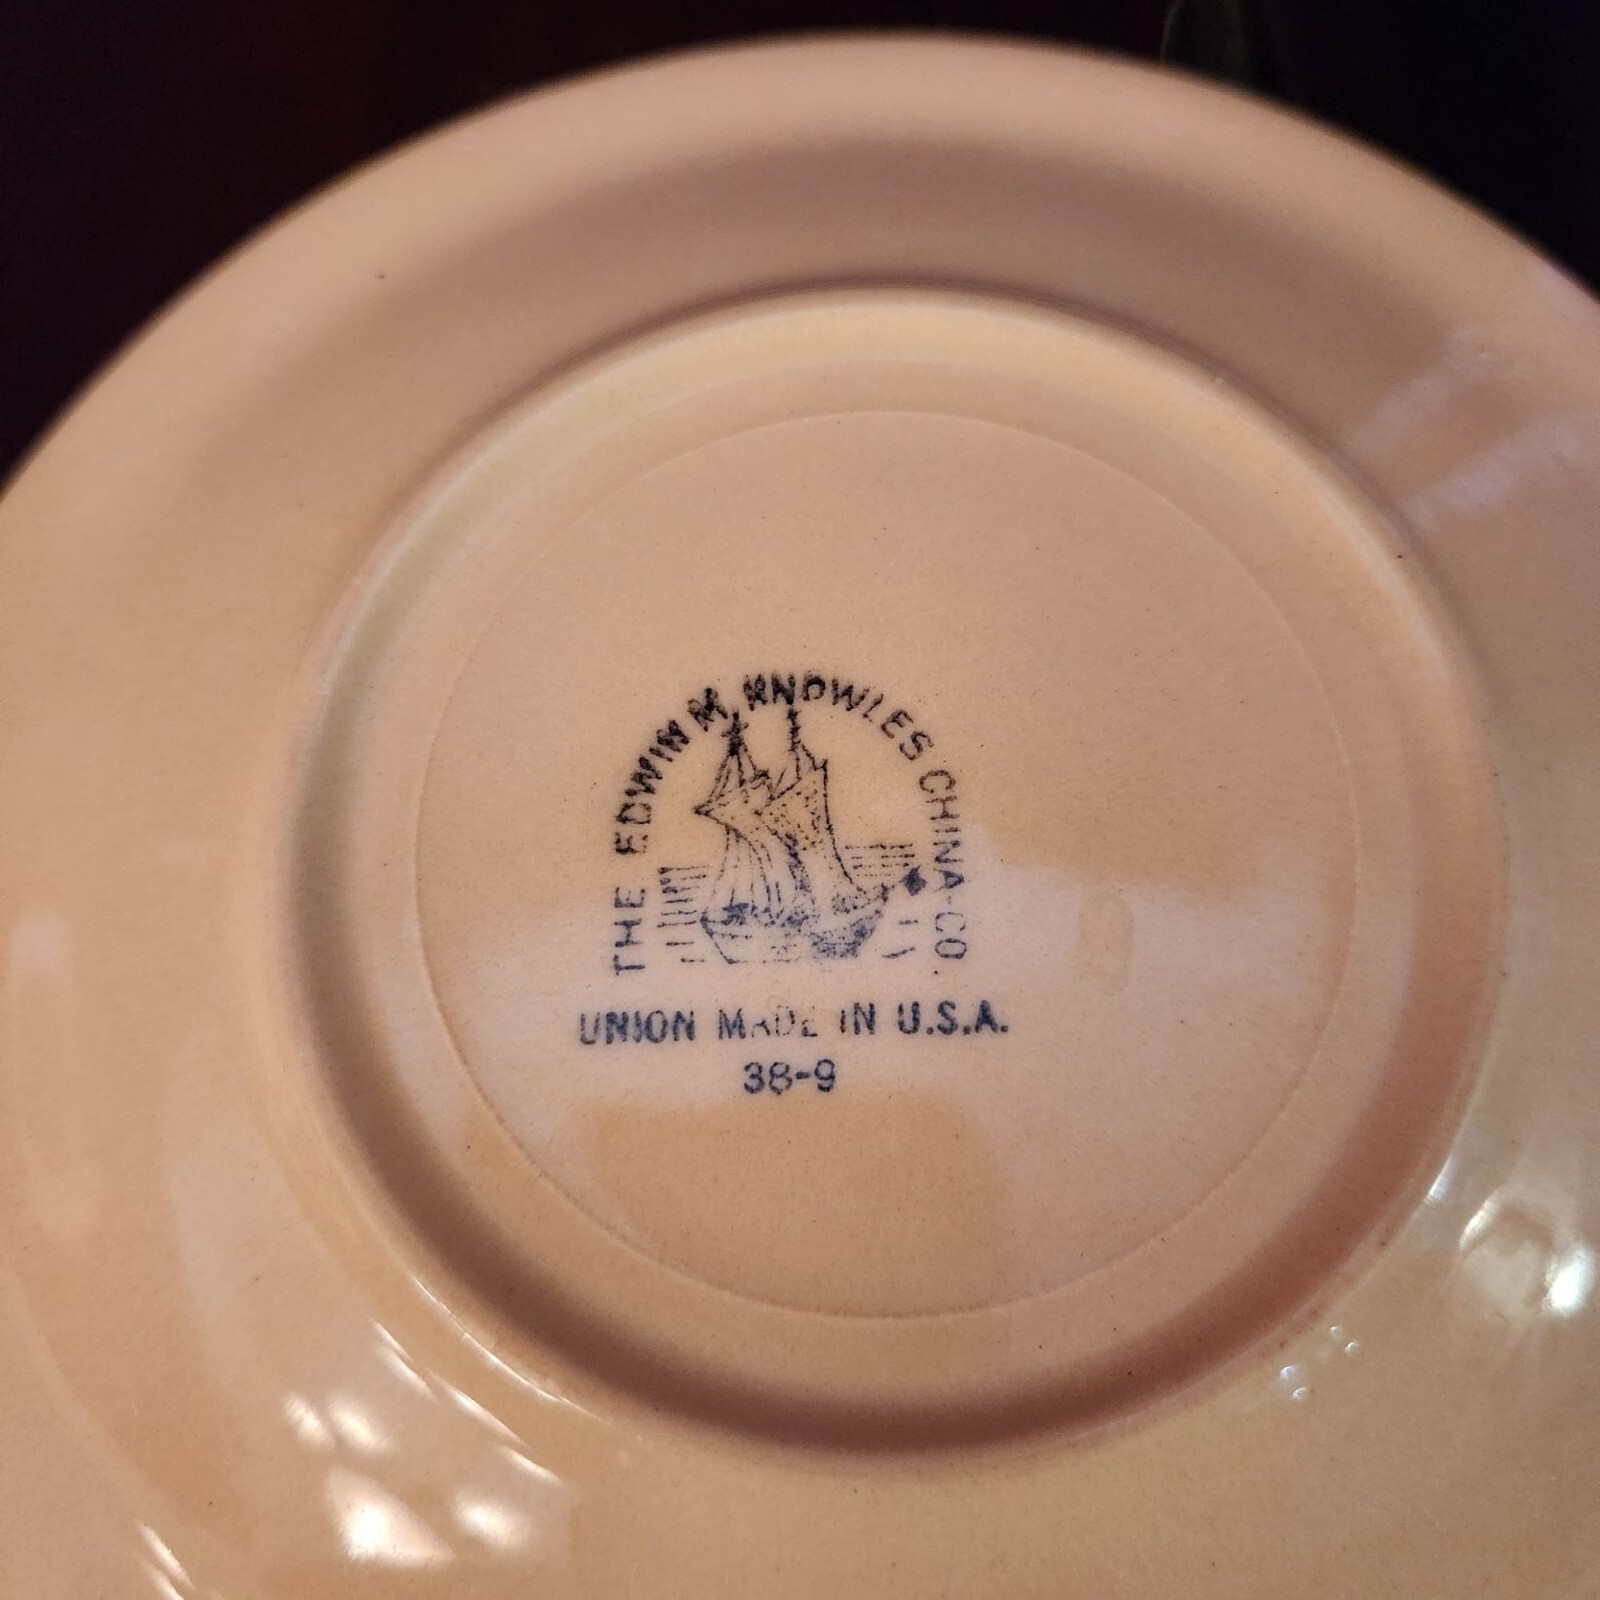 THE EDWIN M. KNOWLES CHINA-CO.
UNION MADE IN U.S.A.
38-9